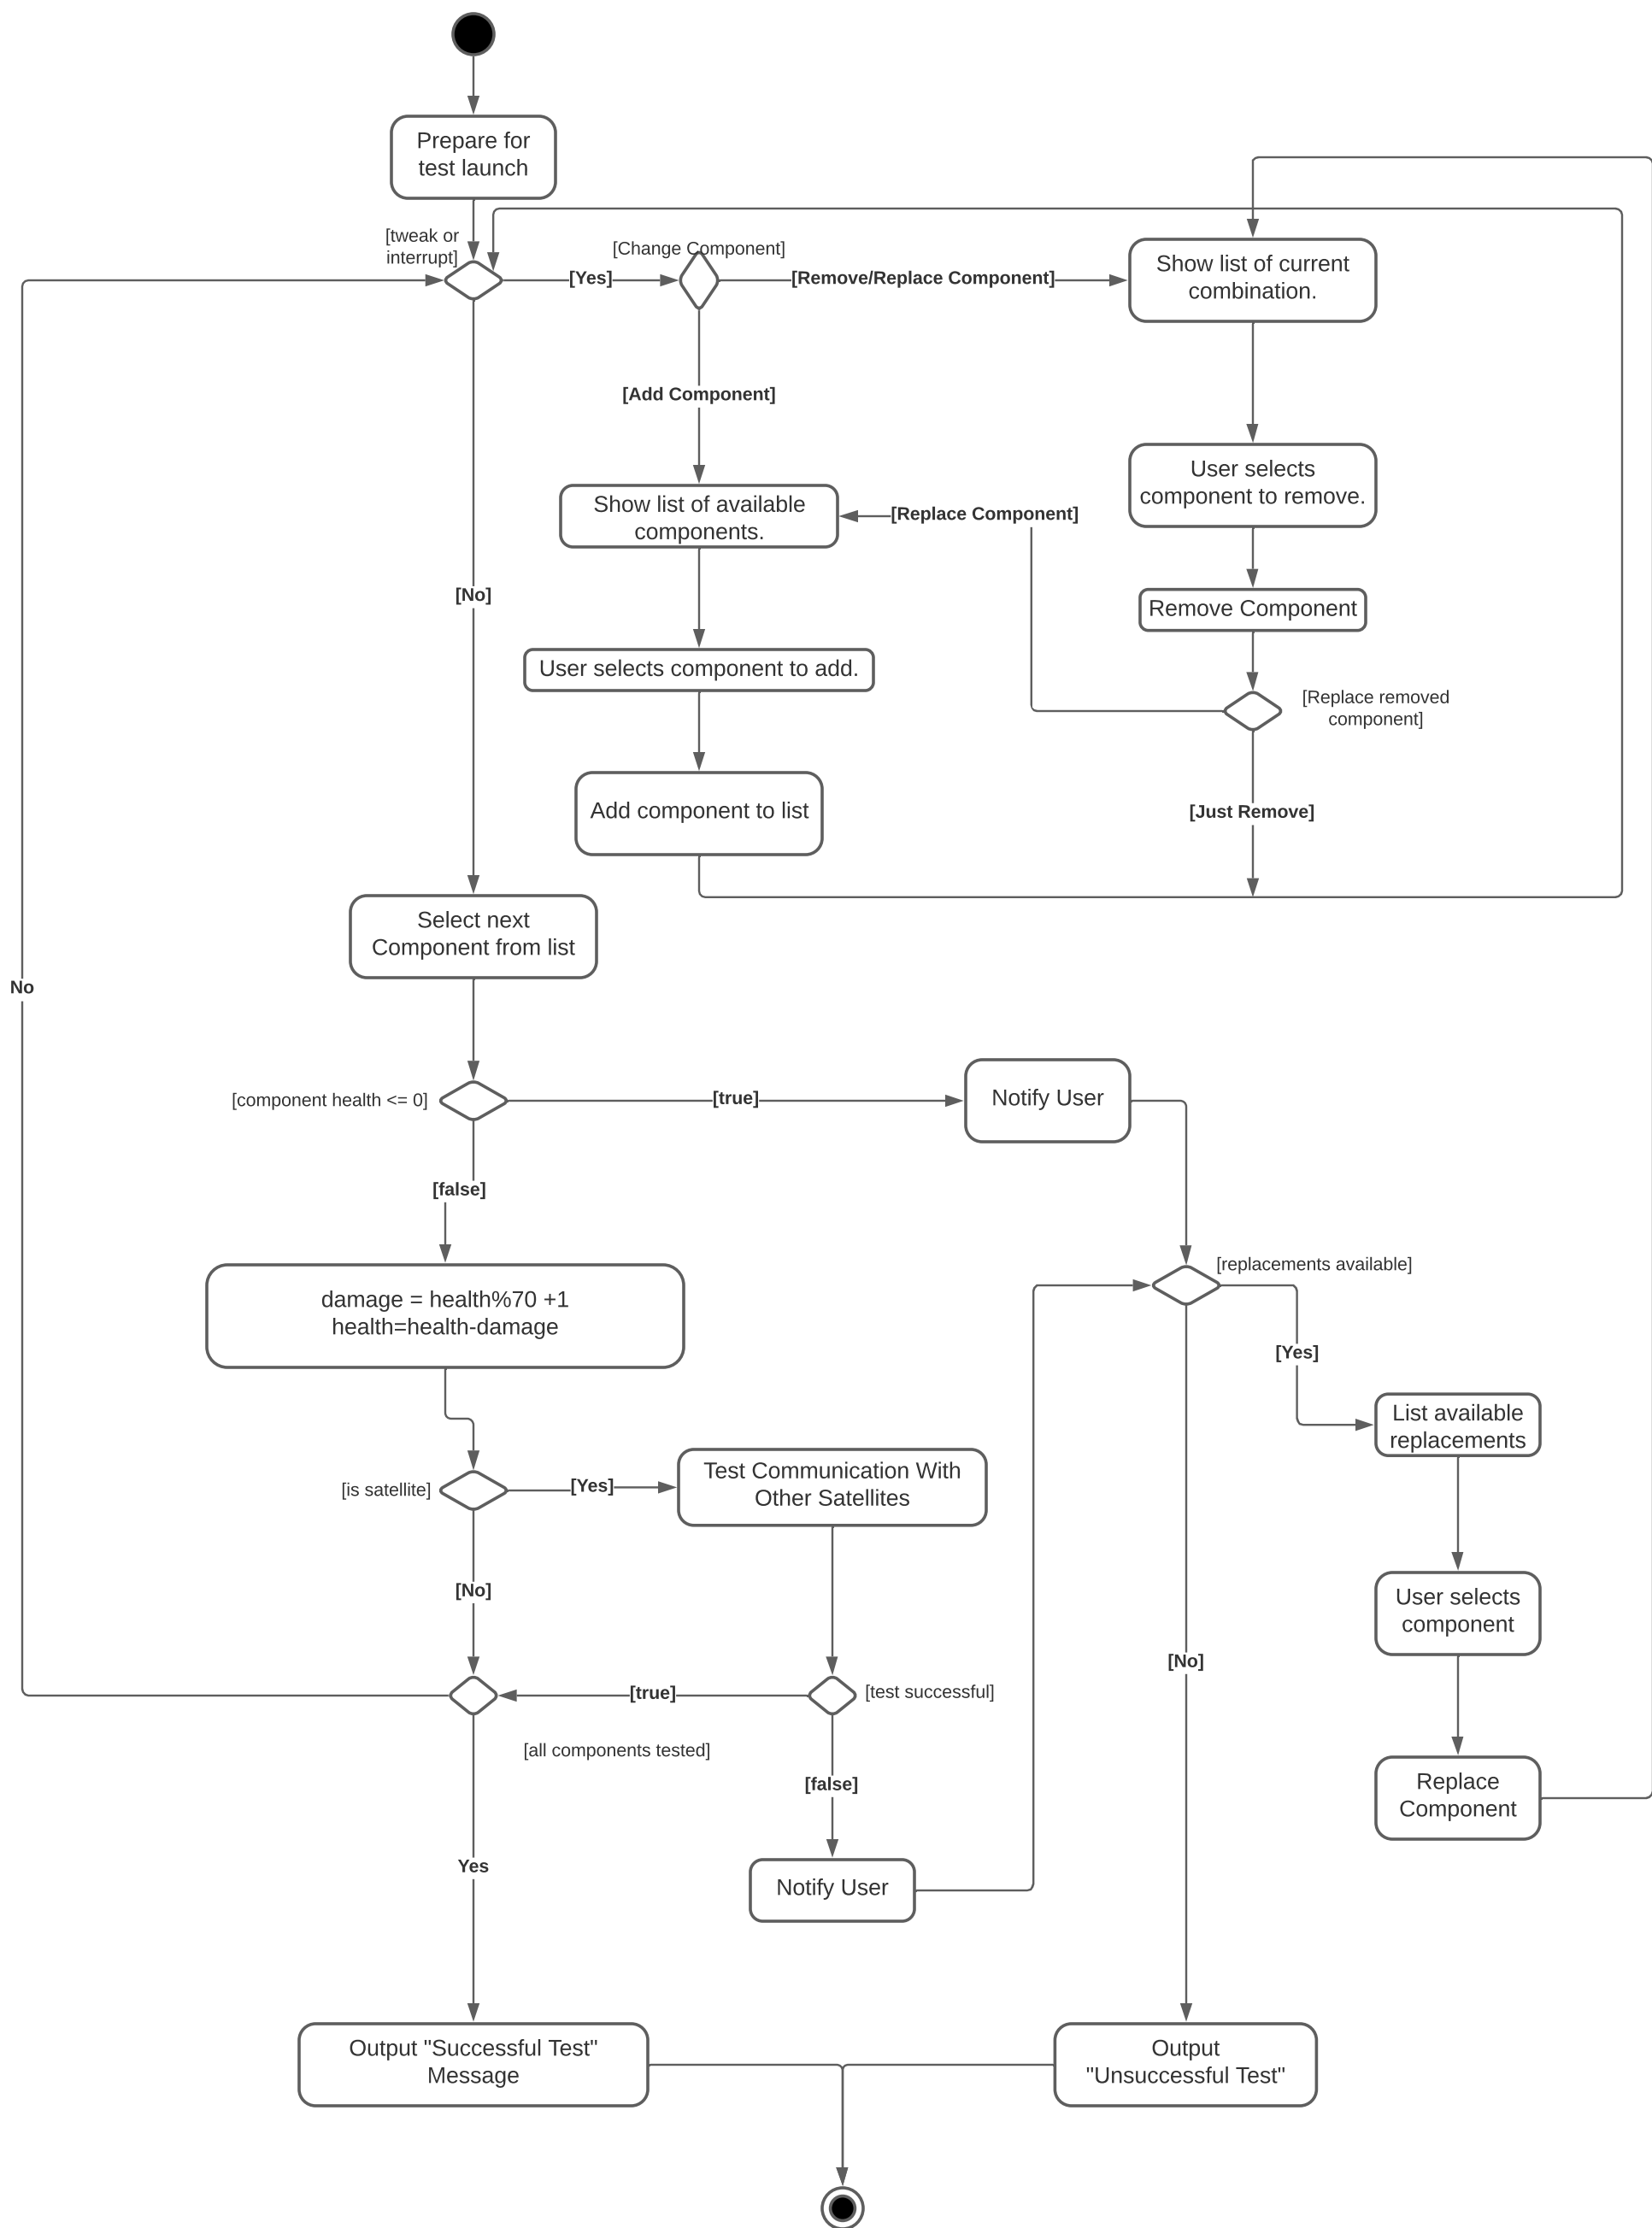 Prepare for
test launch
[tweak or
interrupt]
[Change Component]
[Yes]
[Remove/Replace Component]
Show list of current
combination.
[Add Component]
User selects
component to remove.
Show list of available
components.
[Replace Component]
[No]
Remove Component
User selects component to add.
[Replace removed
component]
Add component to list
[Just Remove]
Select next
Component from list
No
[component health <= 0]
[true]
Notify User
[false]
[replacements available]
damage = health%70 +1
health=health-damage
[Yes]
List available
replacements
[is satellite]
[Yes]
Test Communication With
Other Satellites
[No]
User selects
component
[No]
[true]
[test successful]
[all components tested]
[false]
Replace
Component
Yes
Notify User
Output "Successful Test"
Message
Output
"Unsuccessful Test"